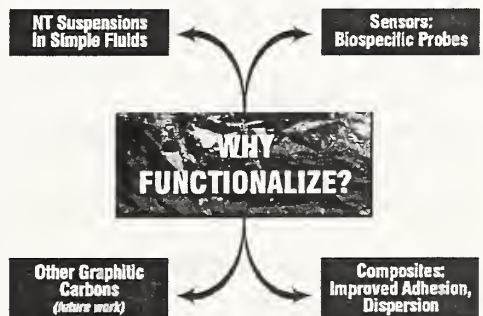 NT Suspensions
In Simple Fluids
Sensors:
Biospecific Probes
WHY
FUNCTIONALIZE?
Other Graphitic
Carbons
(future work)
Composites:
Improved Adhesion,
Dispersion